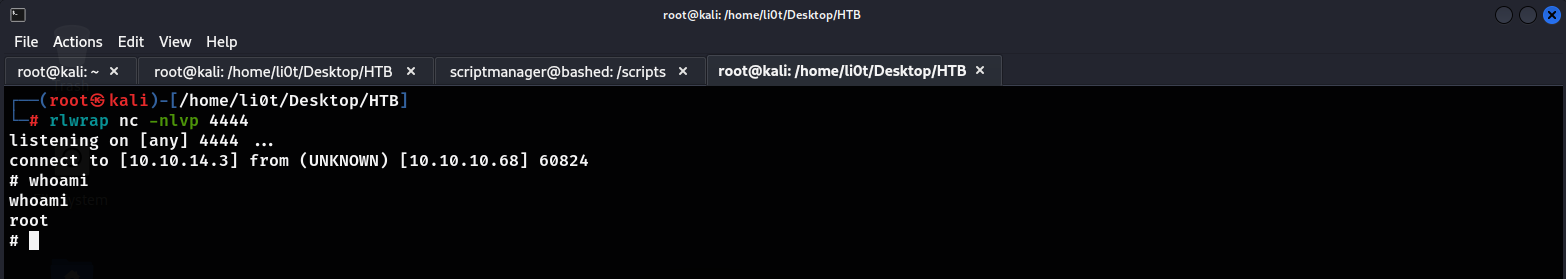 root@kali: /home/li0t/Desktop/HTB
File Actions Edit View Help
root@kali: ~ × root@kali: /home/li0t/Desktop/HTB × scriptmanager@bashed: /scripts × root@kali: /home/li0t/Desktop/HTB ×
┌──(root㉿kali)-[/home/li0t/Desktop/HTB]
└─# rlwrap nc -nlvp 4444
listening on [any] 4444 ...
connect to [10.10.14.3] from (UNKNOWN) [10.10.10.68] 60824
# whoami
whoami
root
#